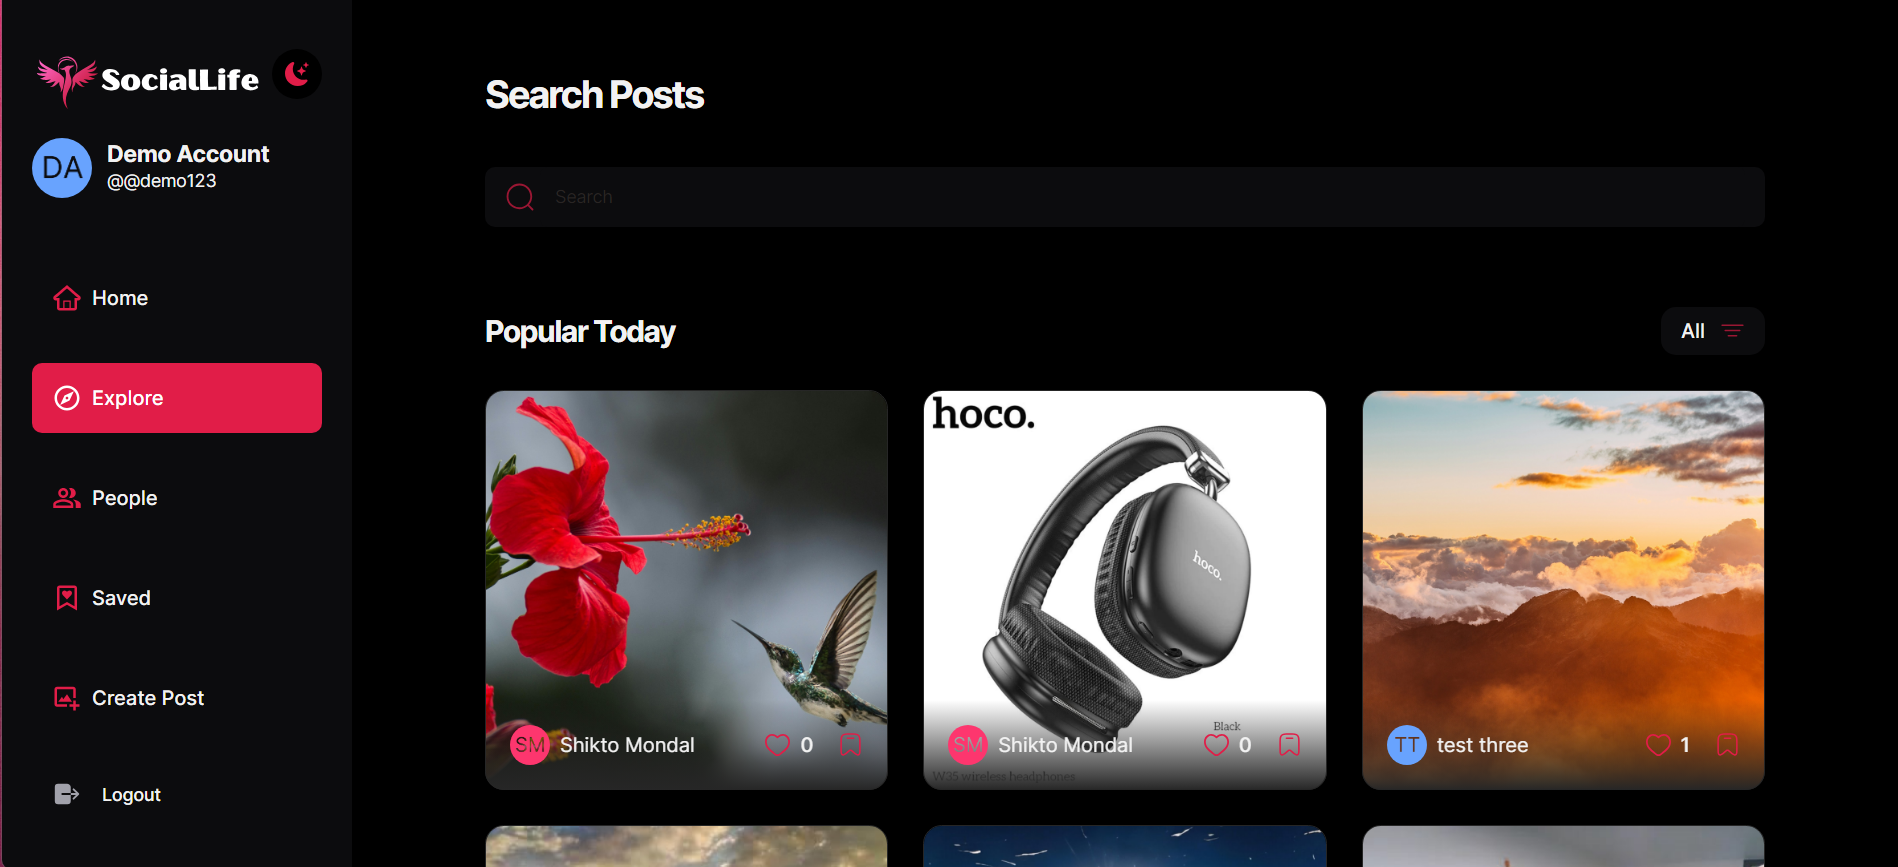 SocialLife
DA
Demo Account
@@demo123
Home
Explore
People
Saved
Create Post
Logout
Search Posts
Search
Popular Today
All
SM
Shikto Mondal
0
hoco.
hoco.
Black
SM
Shikto Mondal
0
W35 wireless headphones
TT
test three
1